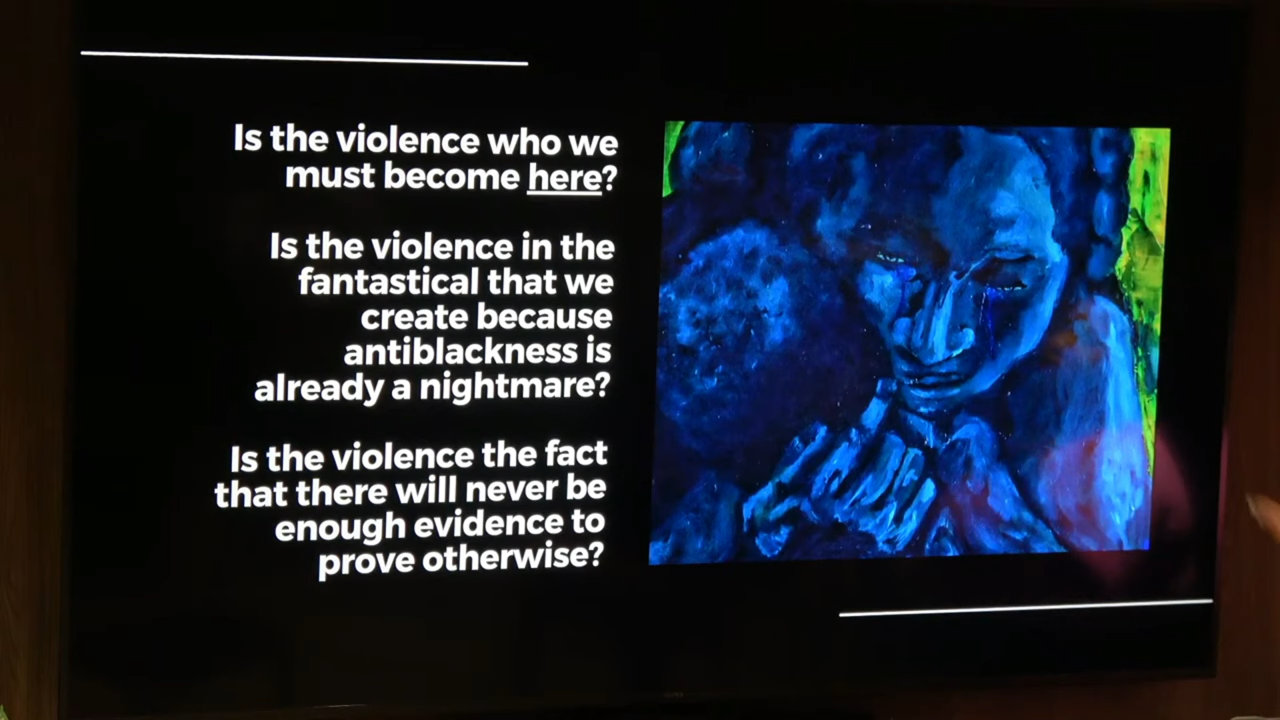 Is the violence who we
must become here?
Is the violence in the
fantastical that we
create because
antiblackness is
already a nightmare?
Is the violence the fact
that there will never be
enough evidence to
prove otherwise?